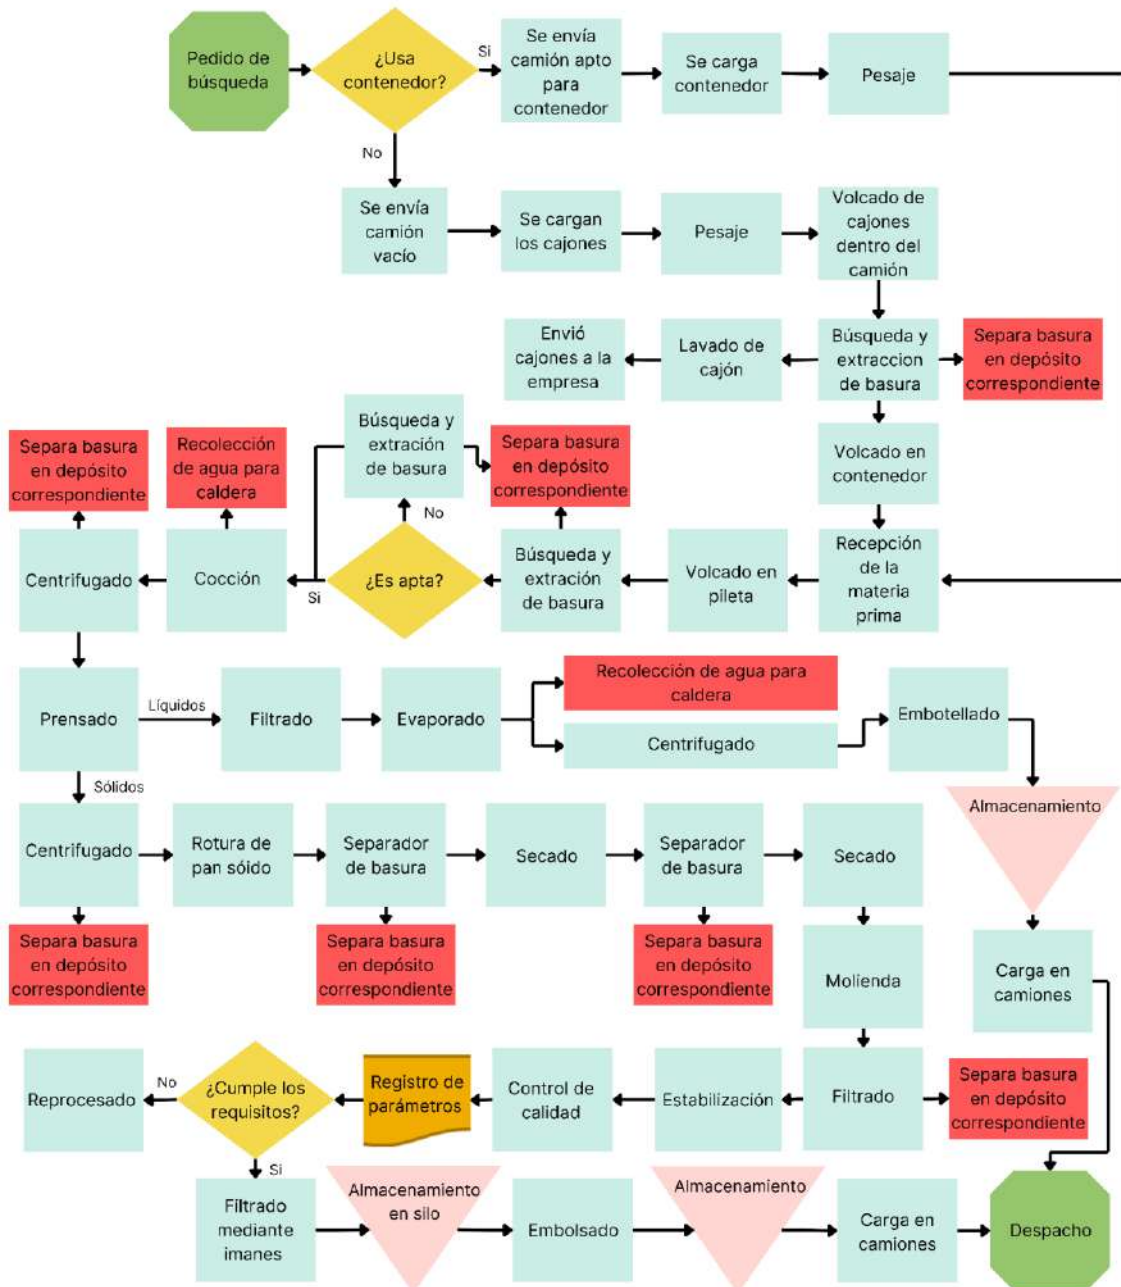 Pedido de
búsqueda
¿Usa
contenedor?
Si
Se envía
camión apto
para
contenedor
Se carga
contenedor
Pesaje
No
Se envía
camión
vacío
Se cargan
los cajones
Pesaje
Volcado de
cajones
dentro del
camión
Envió
cajones a la
empresa
Lavado de
cajón
Búsqueda y
extraccion
de basura
Separa basura
en depósito
correspondiente
Separa basura
en depósito
correspondiente
Recolección
de agua para
caldera
Búsqueda y
extración
de basura
Separa basura
en depósito
correspondiente
Volcado en
contenedor
No
Centrifugado
Cocción
Si
¿Es apta?
Búsqueda y
extración
de basura
Volcado en
pileta
Recepción
de la
materia
prima
Prensado
Líquidos
Filtrado
Evaporado
Recolección de agua para
caldera
Centrifugado
Embotellado
Sólidos
Almacenamiento
Centrifugado
Rotura de
pan sóido
Separador
de basura
Secado
Separador
de basura
Secado
Separa basura
en depósito
correspondiente
Separa basura
en depósito
correspondiente
Separa basura
en depósito
correspondiente
Molienda
Carga en
camiones
Reprocesado
No
¿Cumple los
requisitos?
Registro de
parámetros
Control de
calidad
Estabilización
Filtrado
Separa basura
en depósito
correspondiente
Si
Filtrado
mediante
imanes
Almacenamiento
en silo
Embolsado
Almacenamiento
Carga en
camiones
Despacho